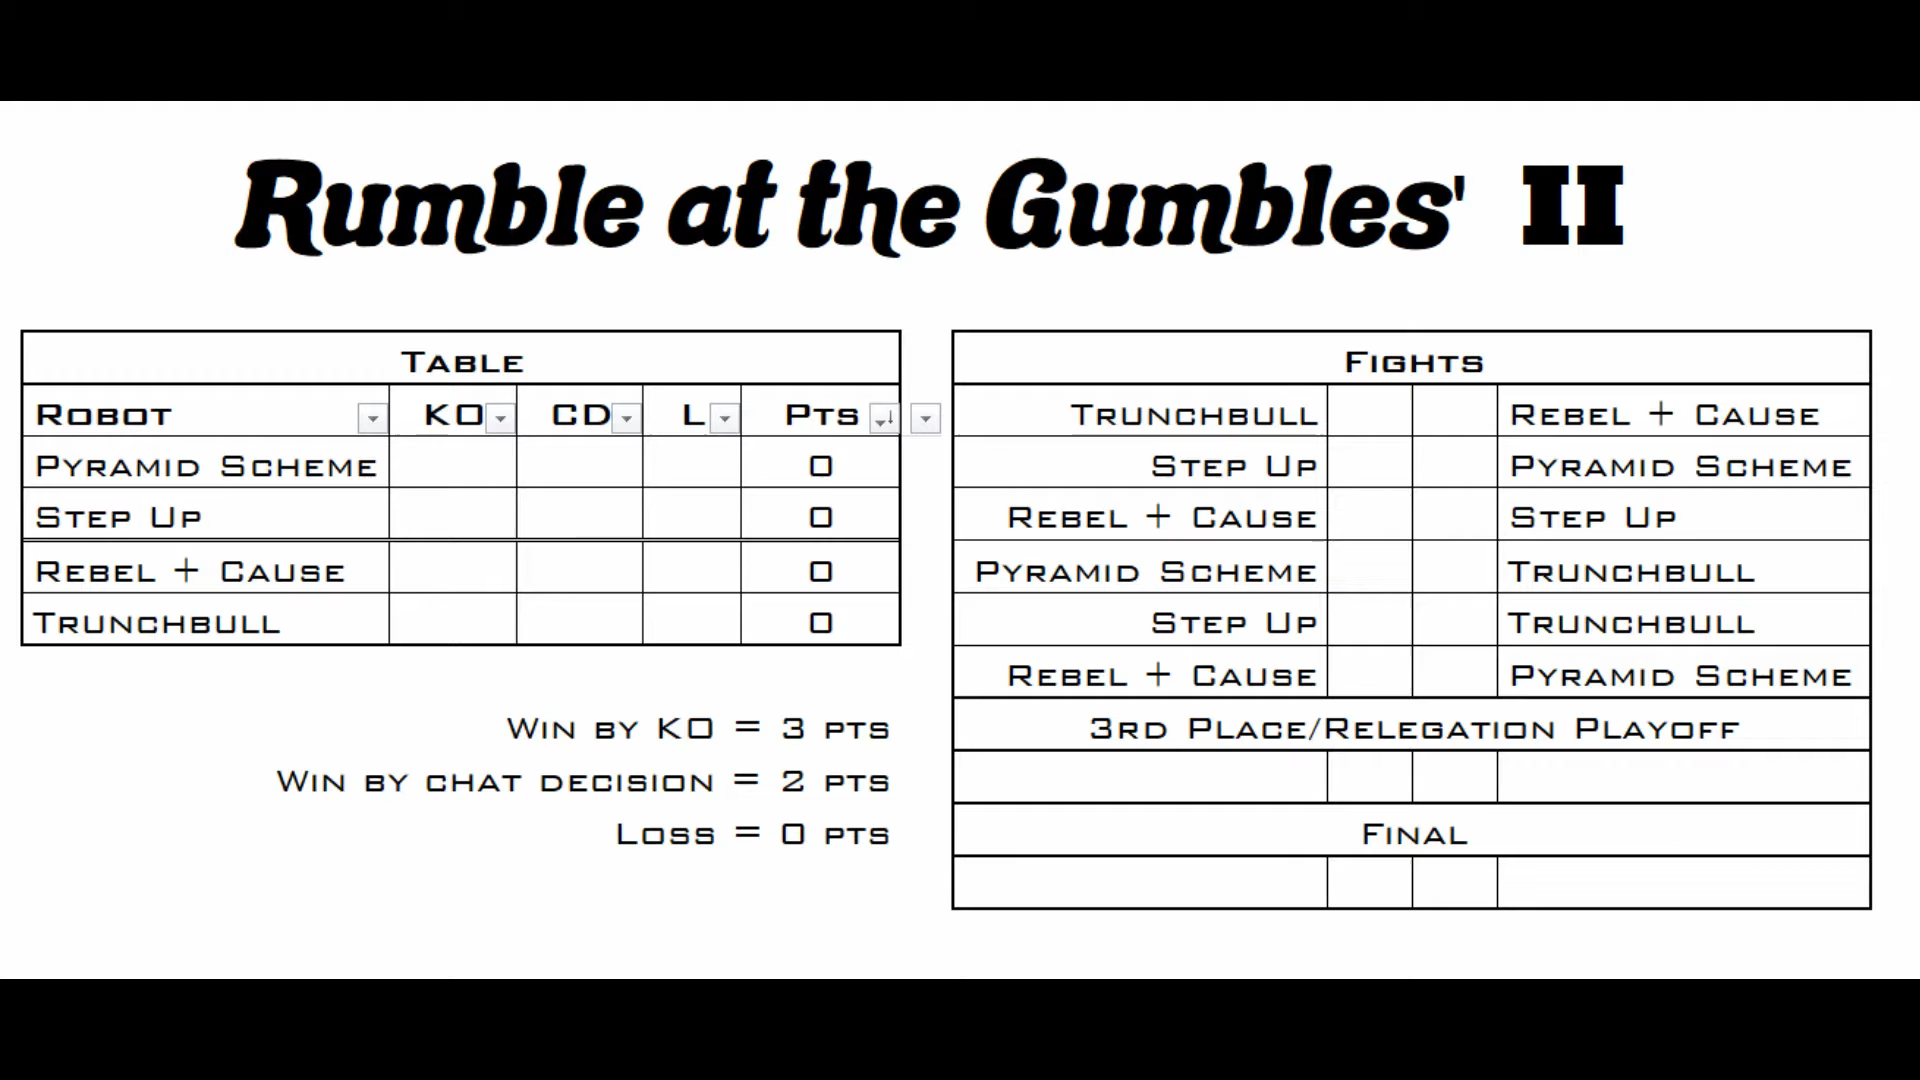 Rumble at the Gumbles' II
Table
Robot KO CD L Pts
Pyramid Scheme 0
Step Up 0
Rebel + Cause 0
Trunchbull 0
Win by KO = 3 pts
Win by chat decision = 2 pts
Loss = 0 pts
Fights
Trunchbull Rebel + Cause
Step Up Pyramid Scheme
Rebel + Cause Step Up
Pyramid Scheme Trunchbull
Step Up Trunchbull
Rebel + Cause Pyramid Scheme
3rd Place/Relegation Playoff
Final